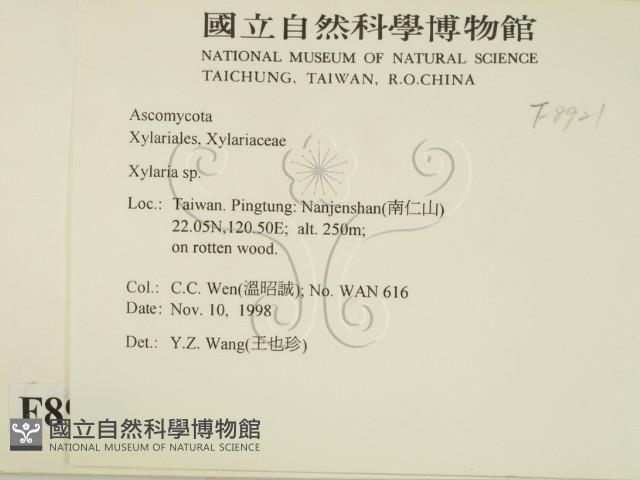 國立自然科學博物館
NATIONAL MUSEUM OF NATURAL SCIENCE
TAICHUNG, TAIWAN, R.O.CHINA
F8921
Ascomycota
Xylariales, Xylariaceae
Xylaria sp.
Loc.: Taiwan. Pingtung: Nanjenshan(南仁山)
22.05N,120.50E; alt. 250m;
on rotten wood.
Col.: C.C. Wen(溫昭誠); No. WAN 616
Date: Nov. 10, 1998
Det.: Y.Z. Wang(王也珍)
國立自然科學博物館
NATIONAL MUSEUM OF NATURAL SCIENCE